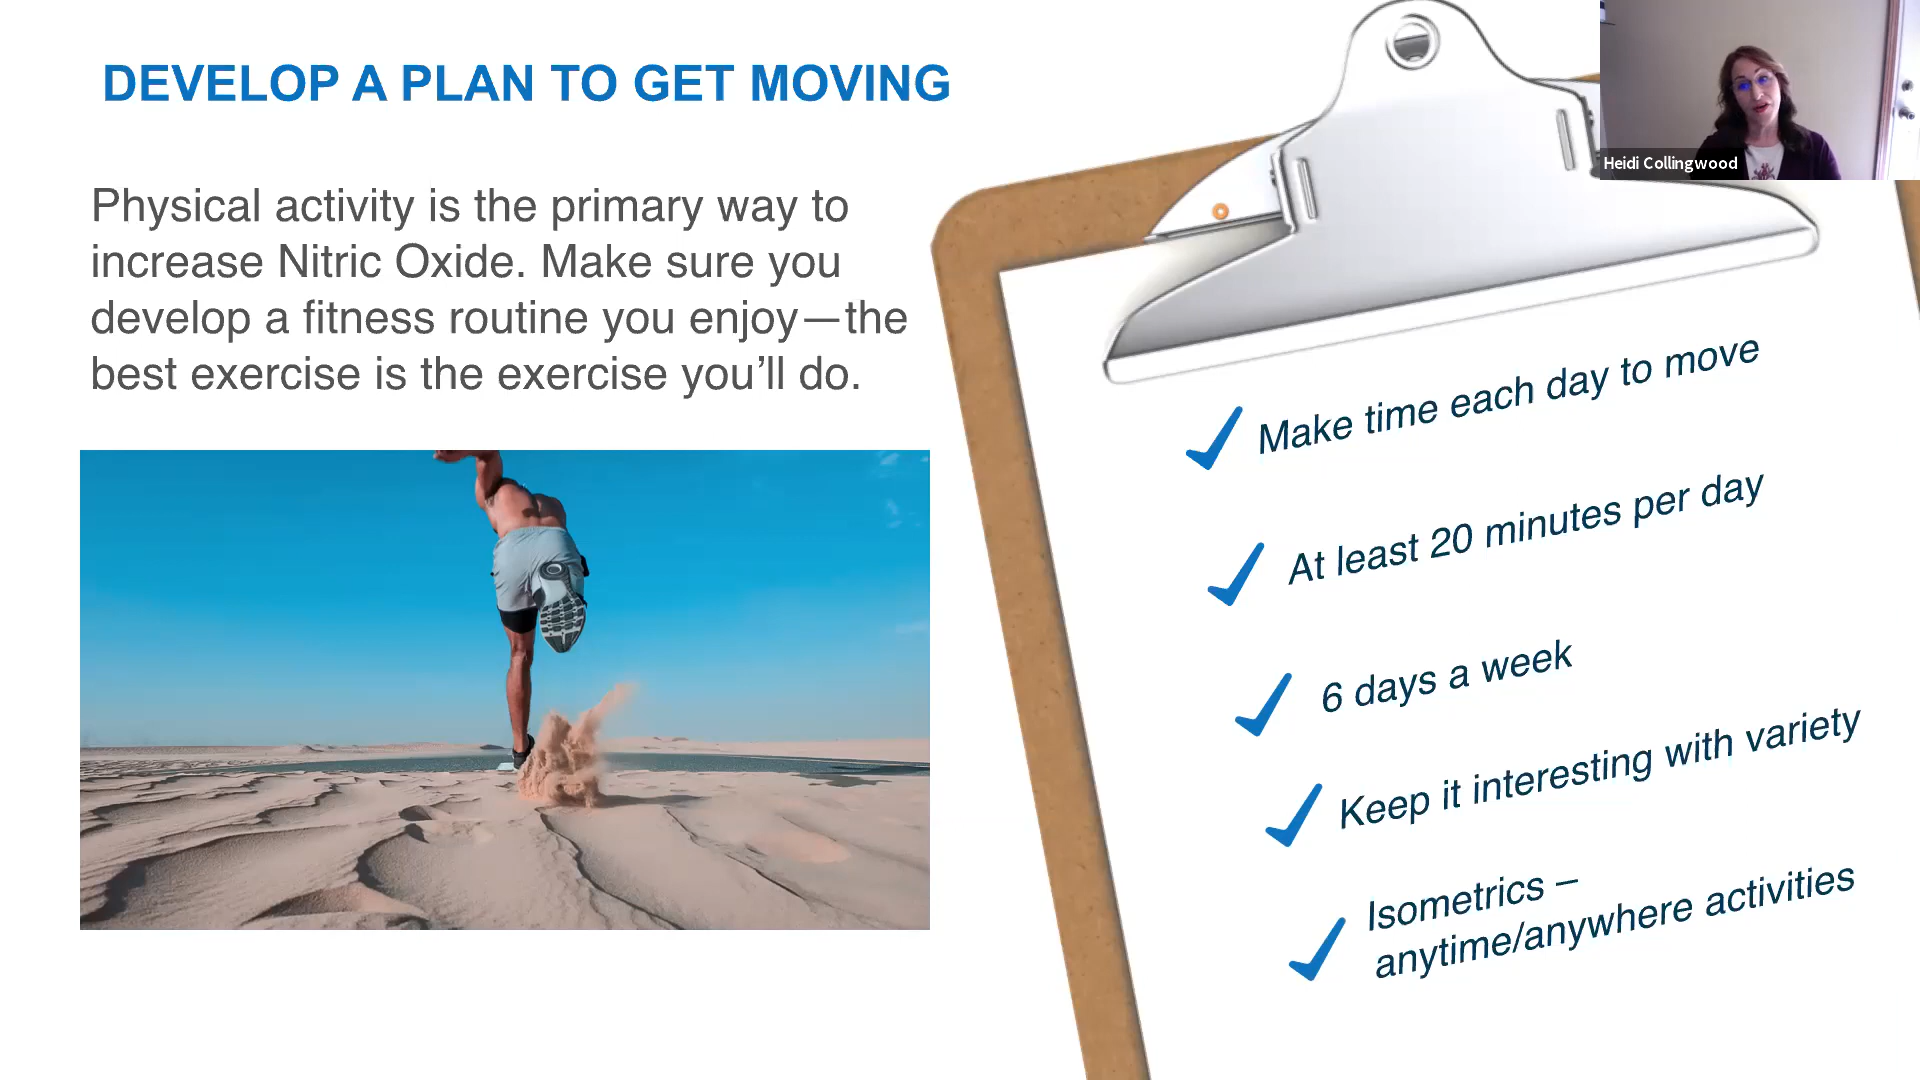 DEVELOP A PLAN TO GET MOVING
Physical activity is the primary way to
increase Nitric Oxide. Make sure you
develop a fitness routine you enjoy—the
best exercise is the exercise you’ll do.
Heidi Collingwood
Make time each day to move
At least 20 minutes per day
6 days a week
Keep it interesting with variety
Isometrics –
anytime/anywhere activities